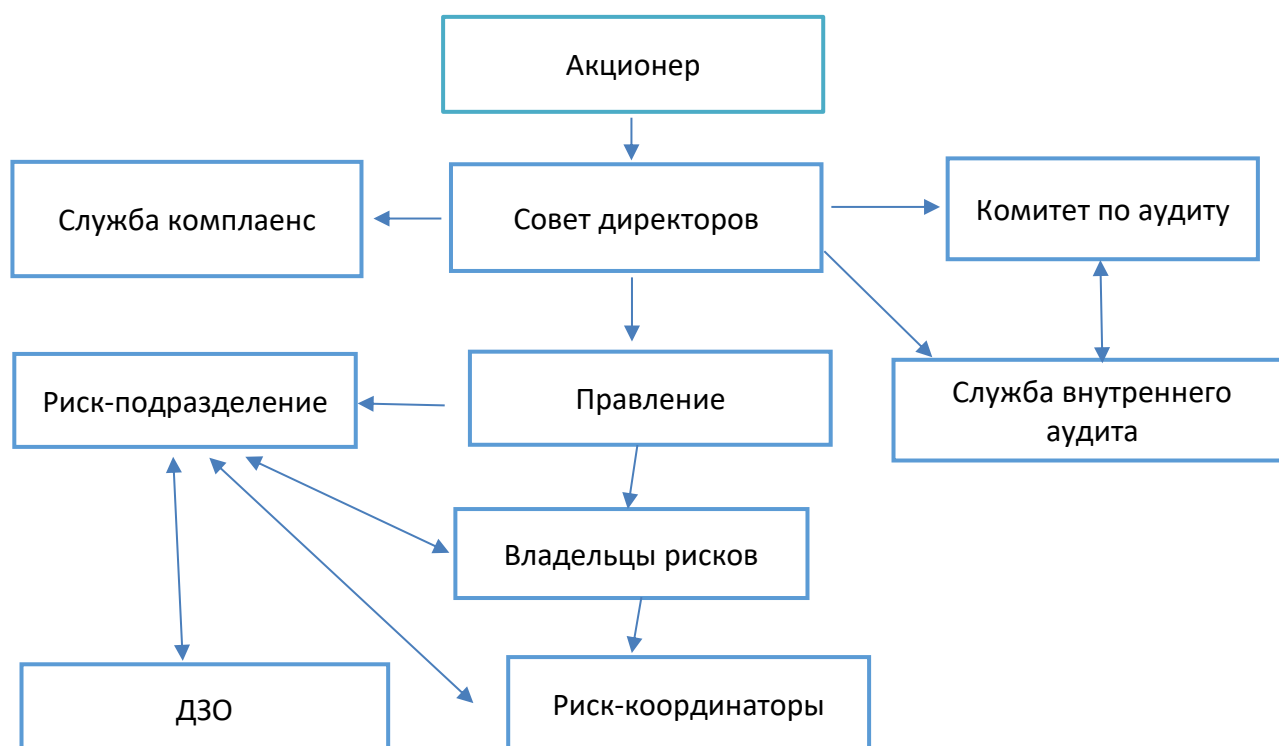 Акционер
Служба комплаенс
Совет директоров
Комитет по аудиту
Риск-подразделение
Правление
Служба внутреннего
аудита
Владельцы рисков
ДЗО
Риск-координаторы